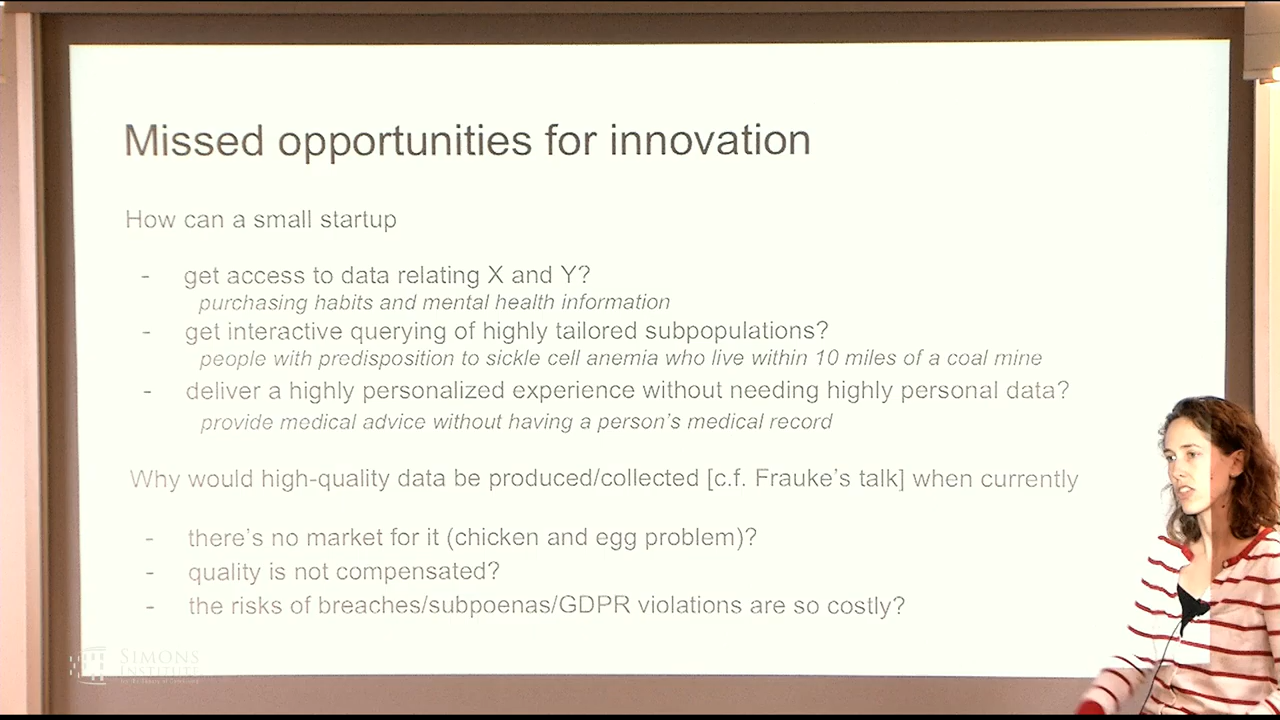 Missed opportunities for innovation
How can a small startup
- get access to data relating X and Y?
purchasing habits and mental health information
- get interactive querying of highly tailored subpopulations?
people with predisposition to sickle cell anemia who live within 10 miles of a coal mine
- deliver a highly personalized experience without needing highly personal data?
provide medical advice without having a person's medical record
Why would high-quality data be produced/collected [c.f. Frauke's talk] when currently
- there's no market for it (chicken and egg problem)?
- quality is not compensated?
- the risks of breaches/subpoenas/GDPR violations are so costly?
SIMONS
INSTITUTE